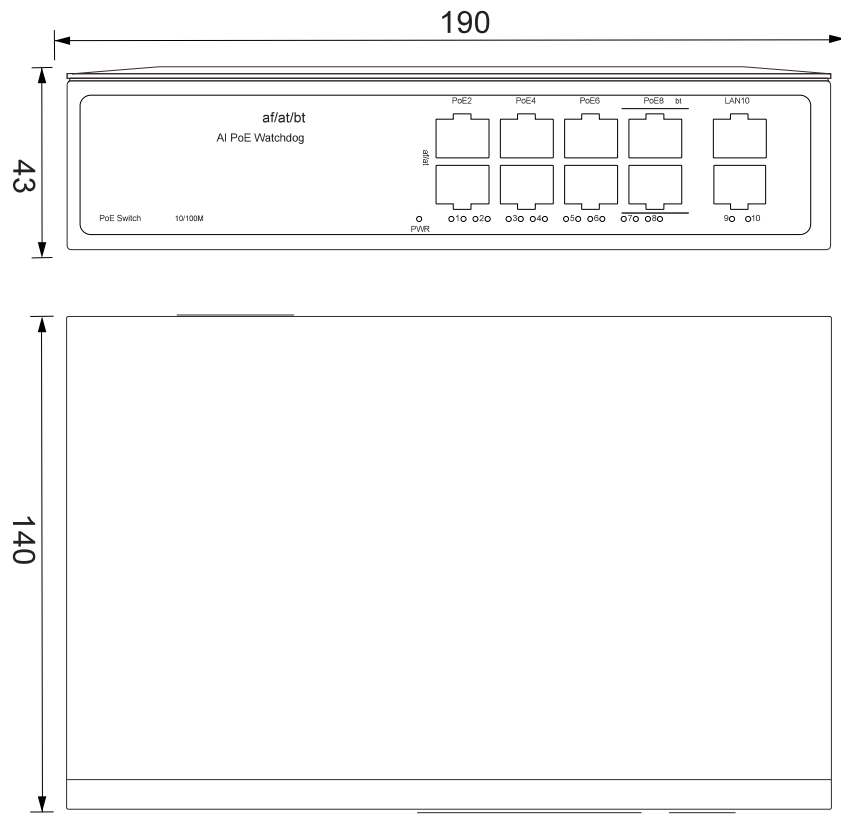 190
43
PoE2 PoE4 PoE6 PoE8 bt LAN10
af/at/bt
AI PoE Watchdog
af/at
PoE Switch 10/100M
PWR
1 2 3 4 5 6 7 8 9 10
140